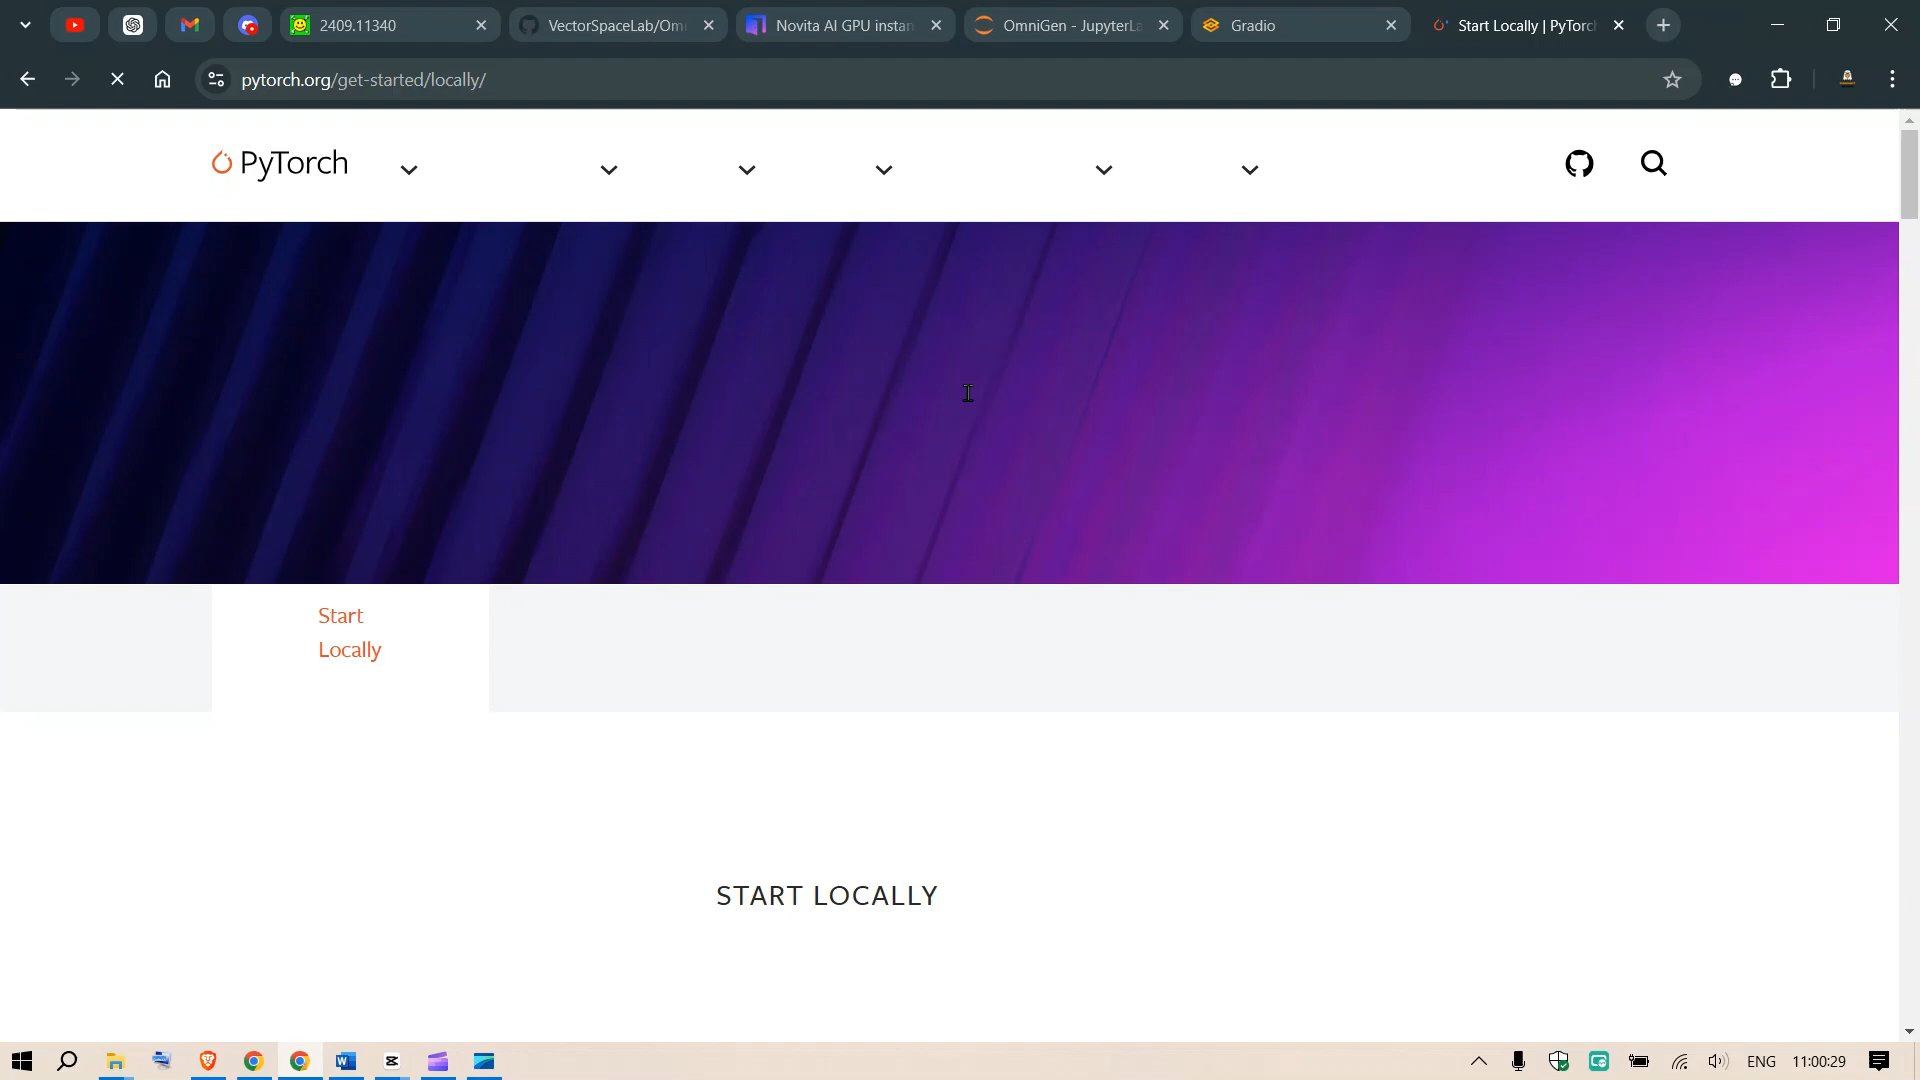 2409.11340
VectorSpaceLab/Om
Novita AI GPU instan
OmniGen - JupyterLa
Gradio
Start Locally | PyTorch
pytorch.org/get-started/locally/
PyTorch
Start
Locally
START LOCALLY
ENG
11:00:29